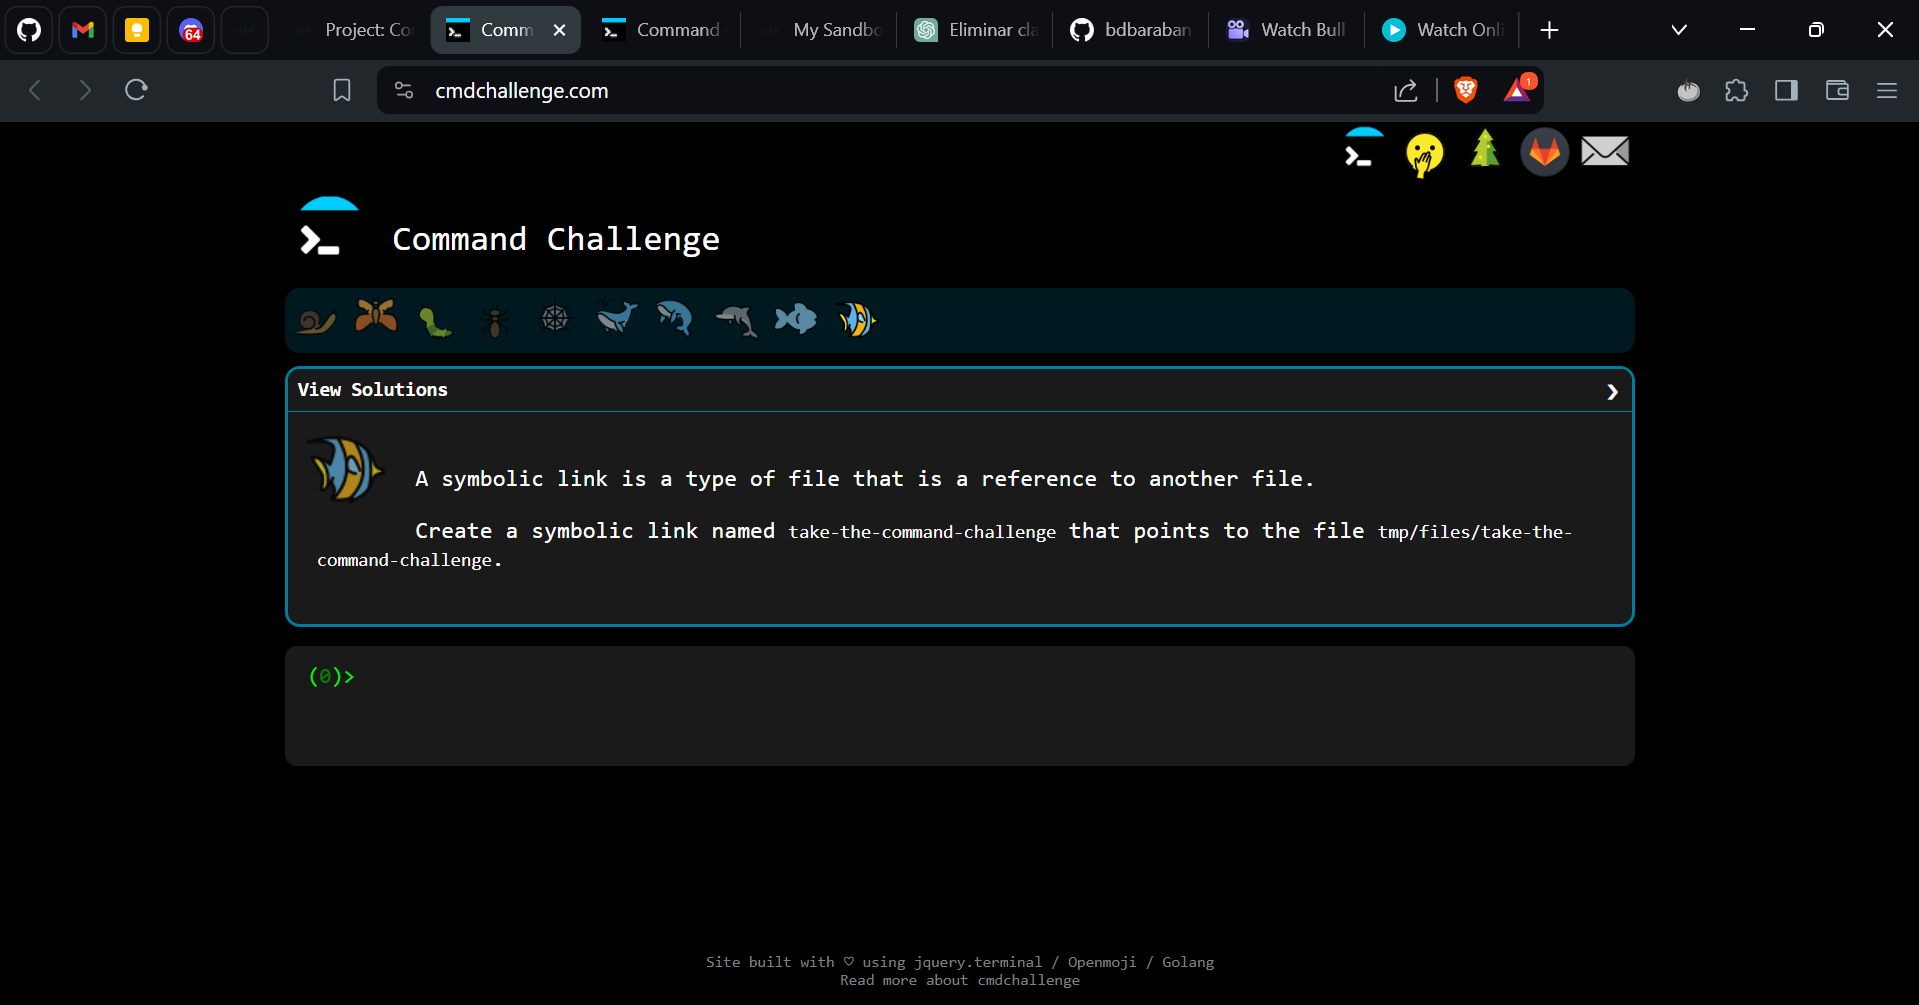 64
Project: Co
Comm
Command
My Sandbo
Eliminar cla
bdbaraban
Watch Bull
Watch Onli
cmdchallenge.com
1
Command Challenge
View Solutions
A symbolic link is a type of file that is a reference to another file.
Create a symbolic link named take-the-command-challenge that points to the file tmp/files/take-the-
command-challenge.
(0)>
Site built with ♡ using jquery.terminal / Openmoji / Golang
Read more about cmdchallenge